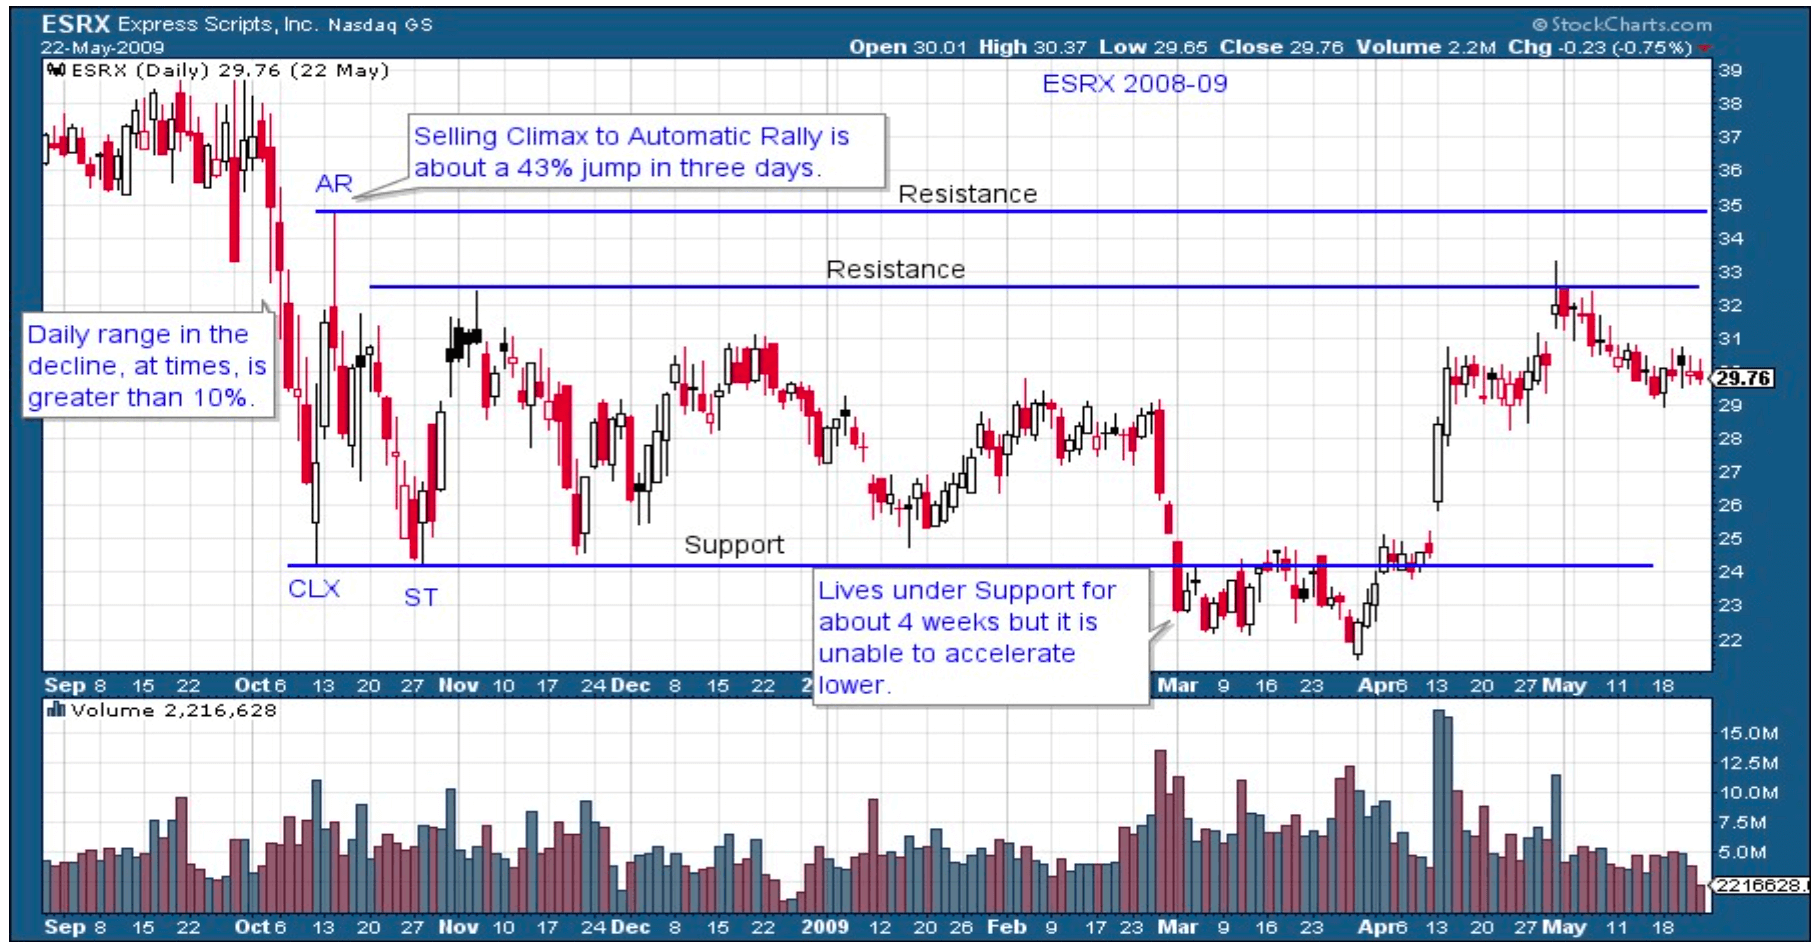 ESRX Express Scripts, Inc. Nasdaq GS
© StockCharts.com
22-May-2009
Open 30.01 High 30.37 Low 29.65 Close 29.76 Volume 2.2M Chg -0.23 (-0.75%)
ESRX (Daily) 29.76 (22 May)
ESRX 2008-09
Selling Climax to Automatic Rally is
about a 43% jump in three days.
AR
Resistance
Resistance
Daily range in the
decline, at times, is
greater than 10%.
Support
CLX
ST
Lives under Support for
about 4 weeks but it is
unable to accelerate
lower.
39
38
37
36
35
34
33
32
31
29.76
29
28
27
26
25
24
23
22
Sep 8 15 22 Oct 6 13 20 27 Nov 10 17 24 Dec 8 15 22 2 Mar 9 16 23 Apr 6 13 20 27 May 11 18
Volume 2,216,628
15.0M
12.5M
10.0M
7.5M
5.0M
2216628.
Sep 8 15 22 Oct 6 13 20 27 Nov 10 17 24 Dec 8 15 22 2009 12 20 26 Feb 9 17 23 Mar 9 16 23 Apr 6 13 20 27 May 11 18